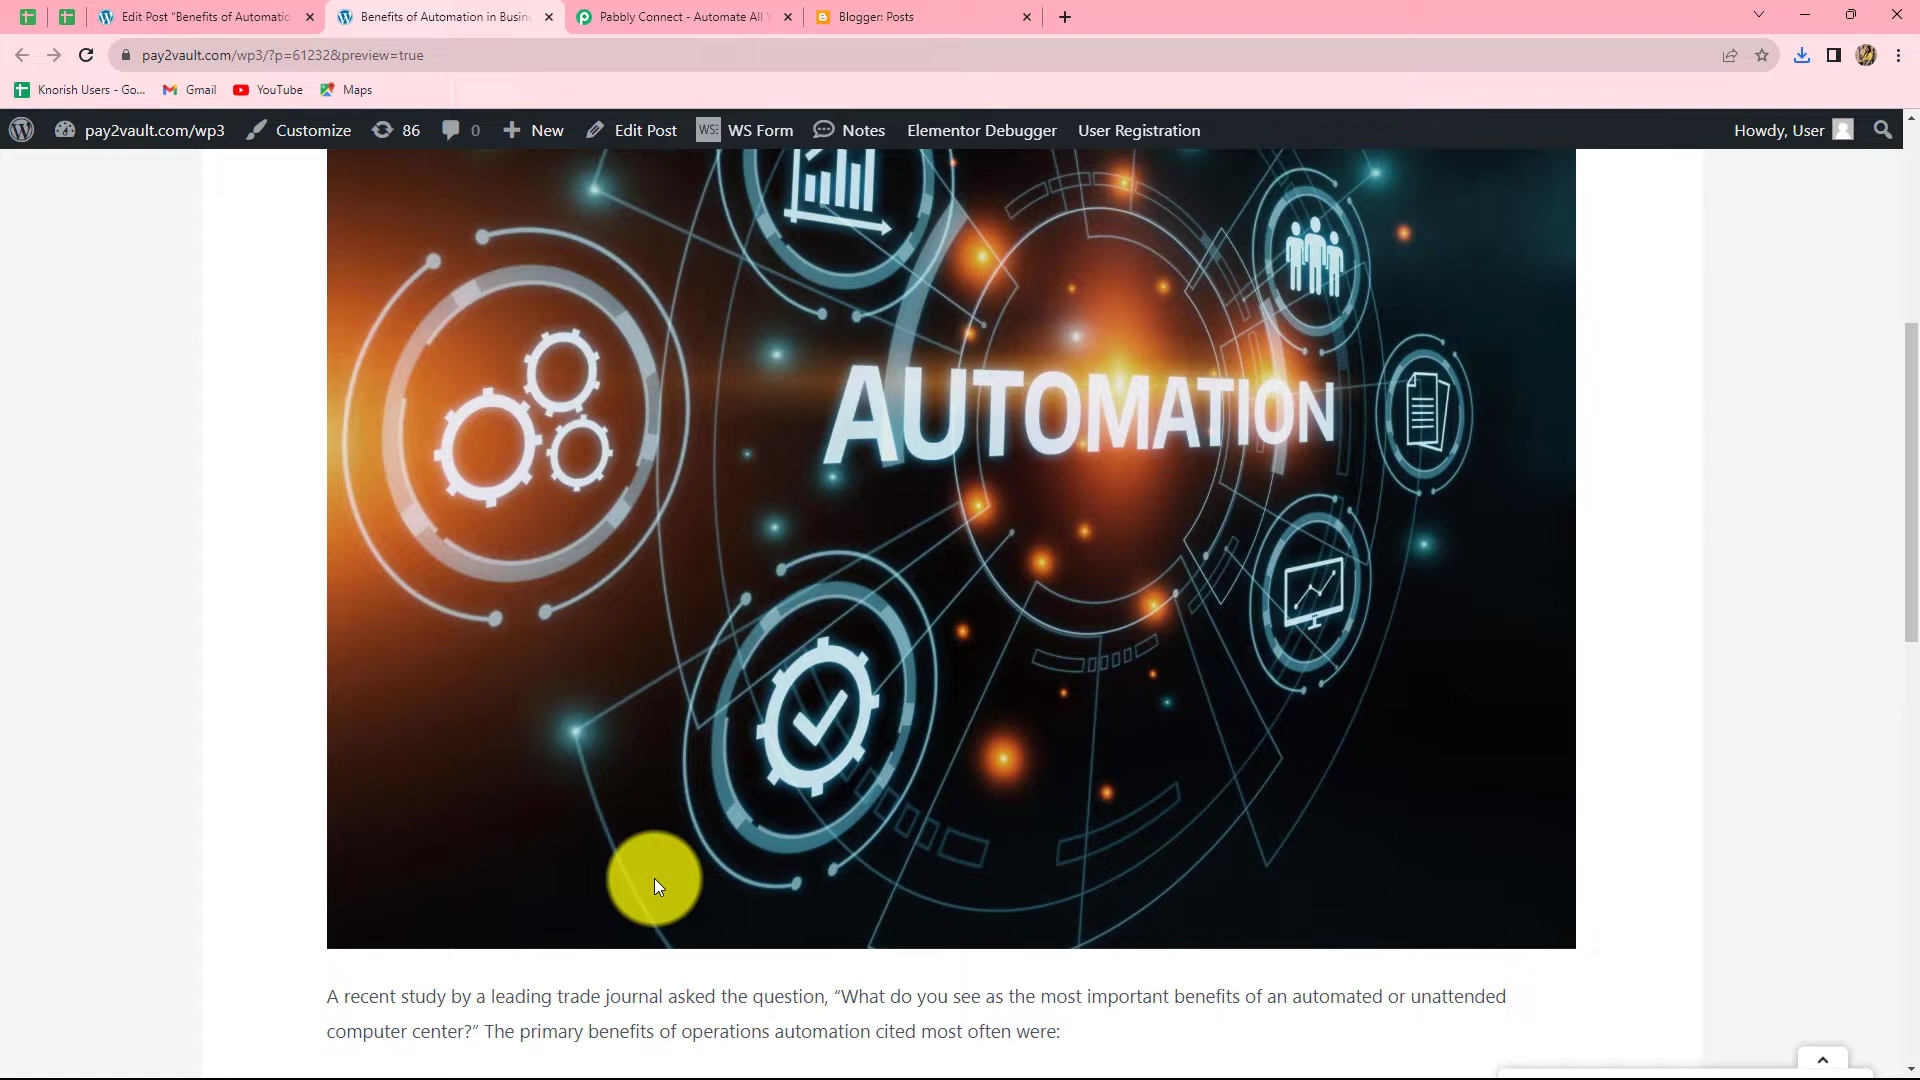 Edit Post “Benefits of Automatio
Benefits of Automation in Busin
Pabbly Connect - Automate All
Blogger: Posts
pay2vault.com/wp3/?p=61232&preview=true
Knorish Users - Go...
Gmail
YouTube
Maps
pay2vault.com/wp3
Customize
86
0
New
Edit Post
WS WS Form
Notes
Elementor Debugger
User Registration
Howdy, User
AUTOMATION
A recent study by a leading trade journal asked the question, “What do you see as the most important benefits of an automated or unattended
computer center?” The primary benefits of operations automation cited most often were: